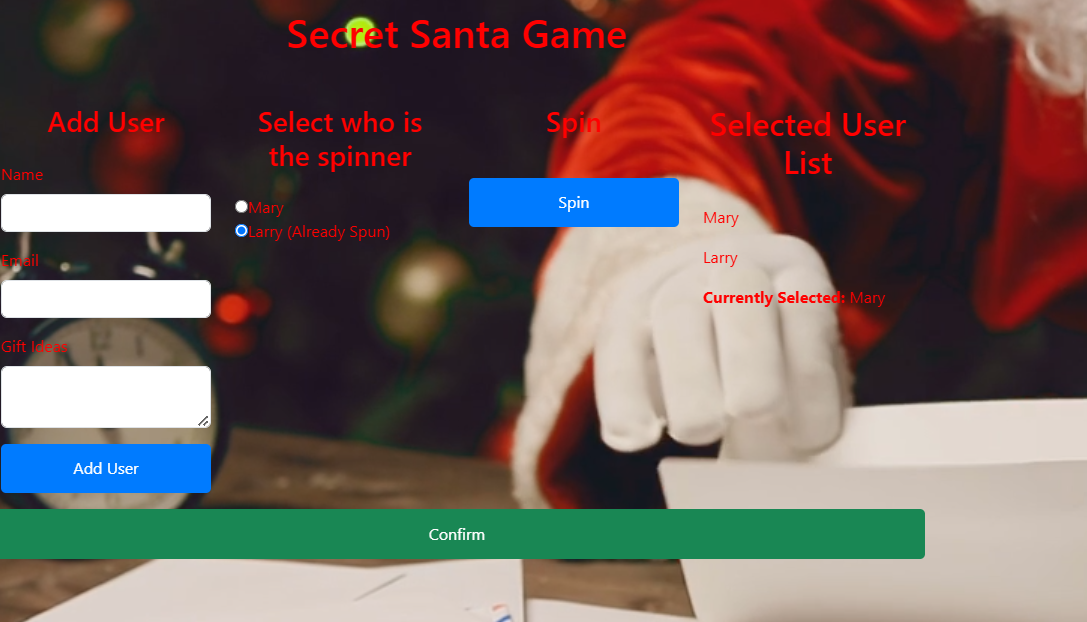 Secret Santa Game
Add User
Name
Email
Gift Ideas
Add User
Select who is
the spinner
Mary
Larry (Already Spun)
Spin
Spin
Selected User
List
Mary
Larry
Currently Selected: Mary
Confirm